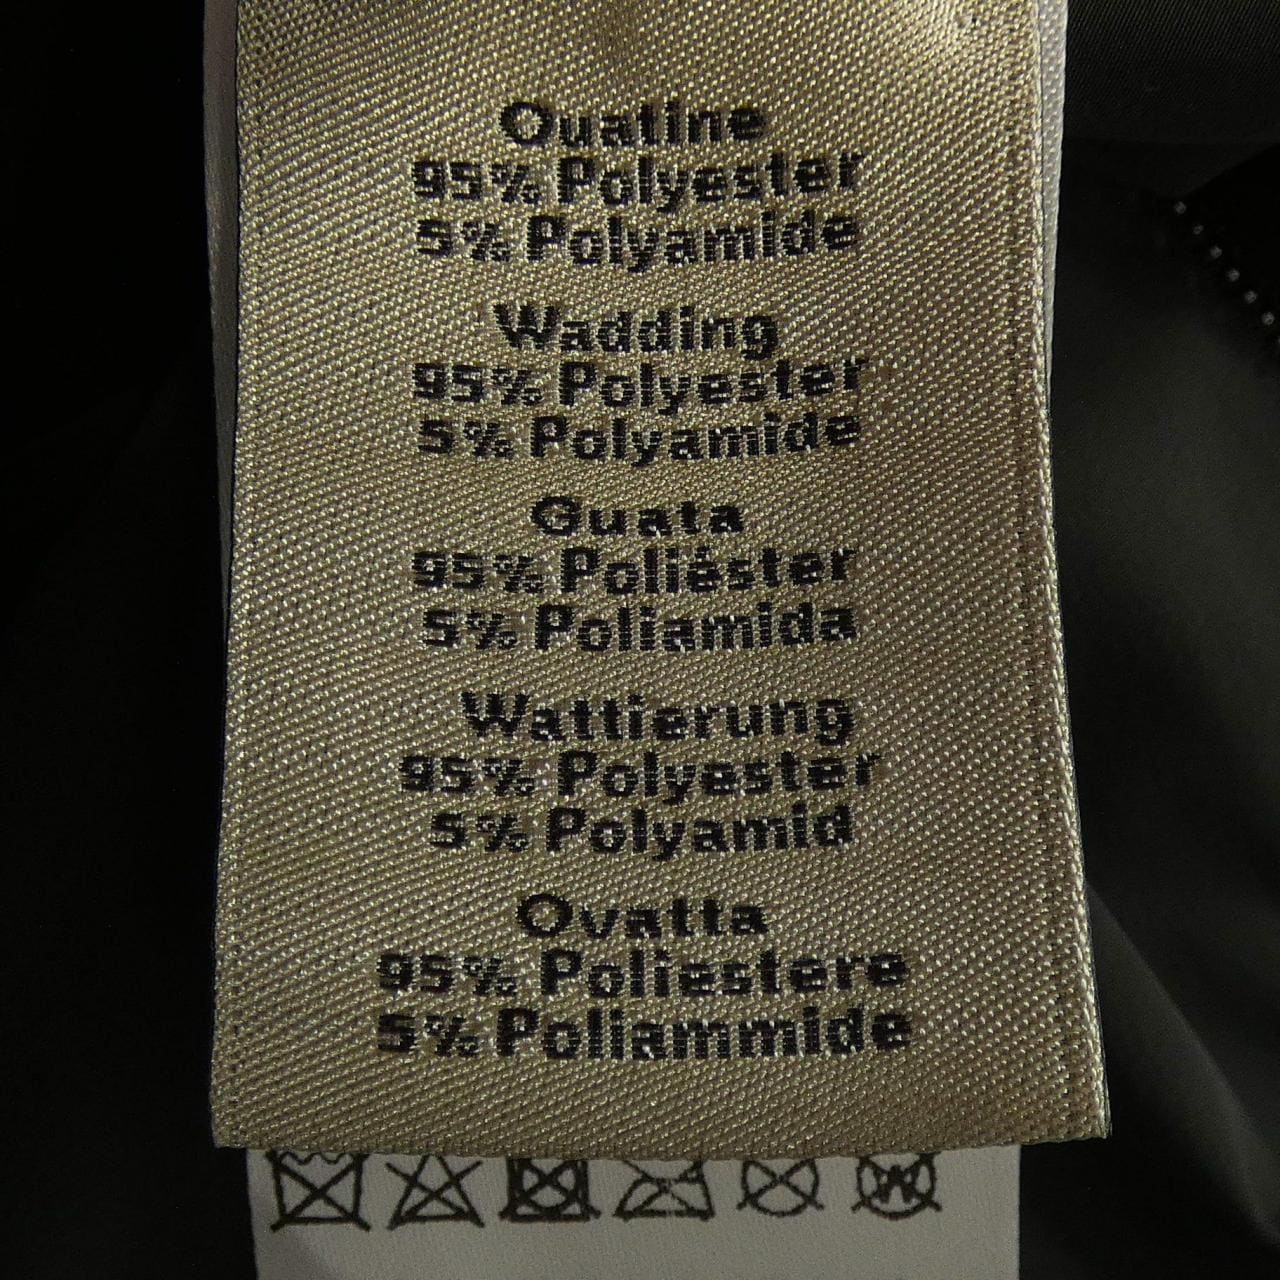 Ouatine
95% Polyester
5% Polyamide
Wadding
95% Polyester
5% Polyamide
Guata
95% Poliéster
5% Poliamida
Wattierung
95% Polyester
5% Polyamid
Ovatta
95% Poliestere
5% Poliammide
W